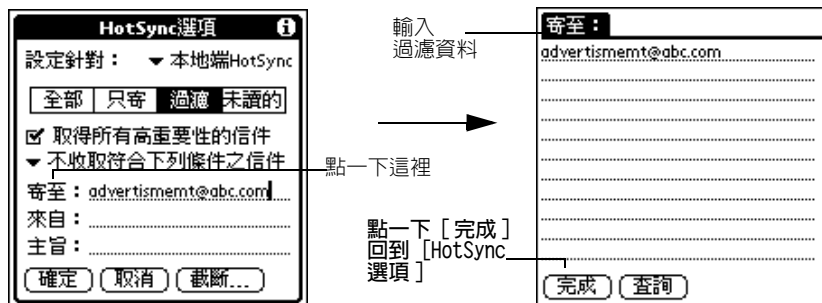 HotSync選項
設定針對： 本地端HotSync
全部 只寄 過濾 未讀的
取得所有高重要性的信件
不收取符合下列條件之信件
寄至：advertismemt@abc.com
來自：
主旨：
確定 取消 截斷...
輸入
過濾資料
點一下這裡
點一下［完成］
回到［HotSync
選項］
寄至：
advertismemt@abc.com
完成 查詢